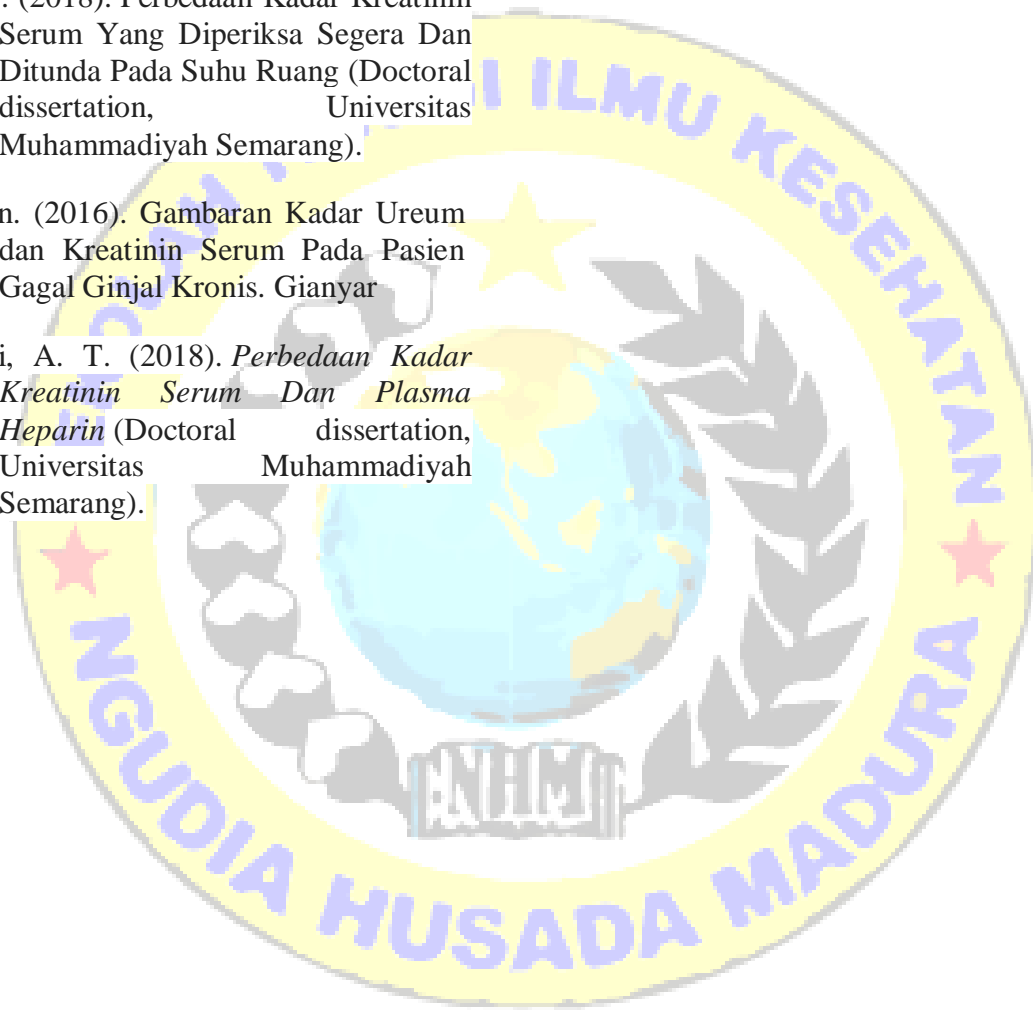 . (2018). Perbedaan Kadar Kreatinin
Serum Yang Diperiksa Segera Dan
Ditunda Pada Suhu Ruang (Doctoral
dissertation, Universitas
Muhammadiyah Semarang).
n. (2016). Gambaran Kadar Ureum
dan Kreatinin Serum Pada Pasien
Gagal Ginjal Kronis. Gianyar
i, A. T. (2018). Perbedaan Kadar
Kreatinin Serum Dan Plasma
Heparin (Doctoral dissertation,
Universitas Muhammadiyah
Semarang).
ILMU KESEHATAN
NHM
NGUDIA HUSADA MADURA